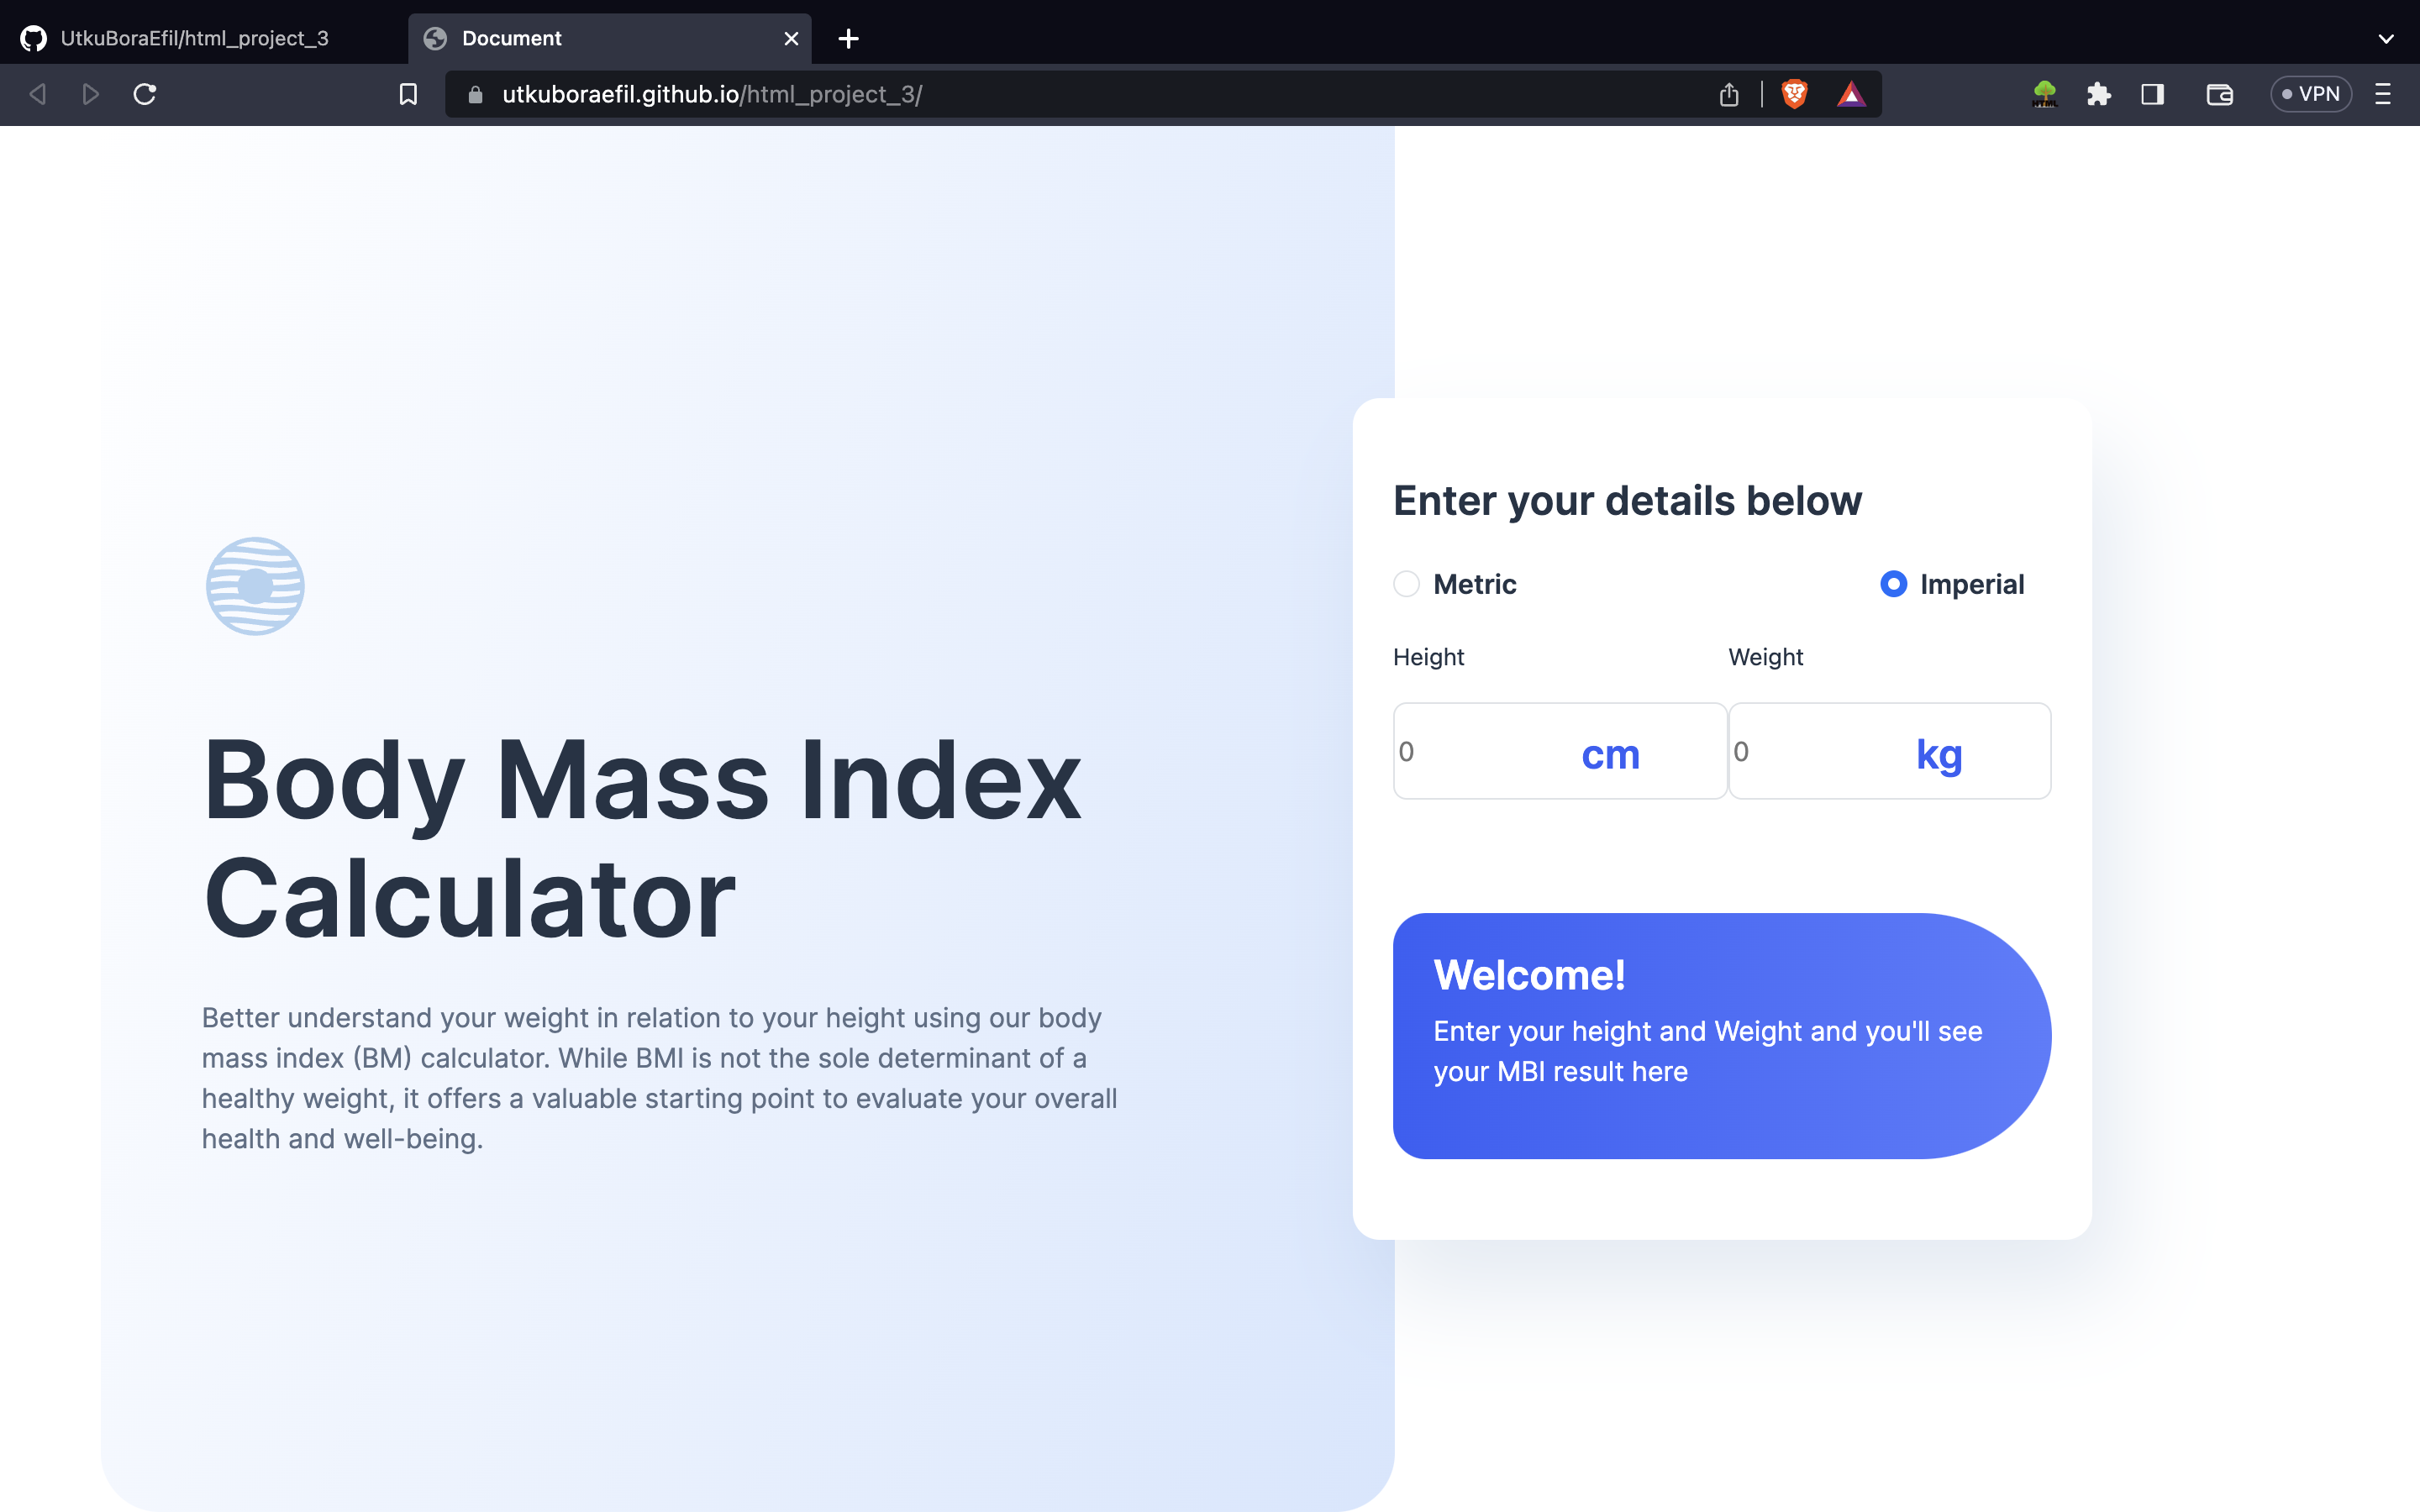 UtkuBoraEfil/html_project_3
Document
utkuboraefil.github.io/html_project_3/
HTML
VPN
Body Mass Index
Calculator
Better understand your weight in relation to your height using our body
mass index (BM) calculator. While BMI is not the sole determinant of a
healthy weight, it offers a valuable starting point to evaluate your overall
health and well-being.
Enter your details below
Metric
Imperial
Height
Weight
0
cm
0
kg
Welcome!
Enter your height and Weight and you'll see
your MBI result here